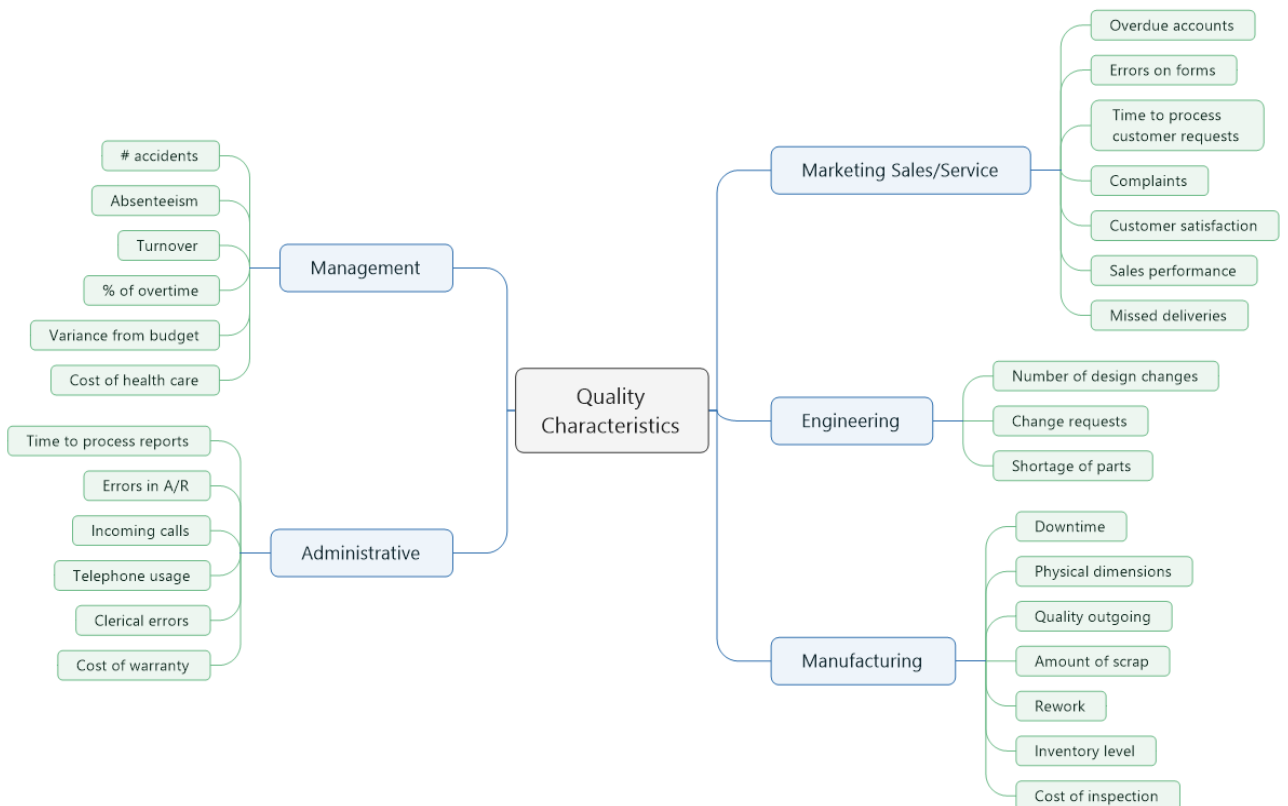 Quality
Characteristics
Marketing Sales/Service
Overdue accounts
Errors on forms
Time to process
customer requests
Complaints
Customer satisfaction
Sales performance
Missed deliveries
Engineering
Number of design changes
Change requests
Shortage of parts
Manufacturing
Downtime
Physical dimensions
Quality outgoing
Amount of scrap
Rework
Inventory level
Cost of inspection
Management
# accidents
Absenteeism
Turnover
% of overtime
Variance from budget
Cost of health care
Administrative
Time to process reports
Errors in A/R
Incoming calls
Telephone usage
Clerical errors
Cost of warranty